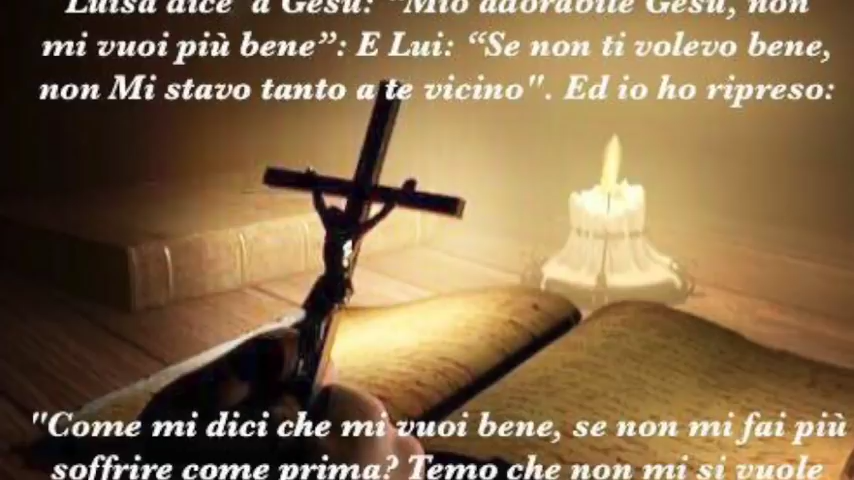 Luisa dice a Gesù: "Mio adorabile Gesù, non
mi vuoi più bene”: E Lui: “Se non ti volevo bene,
non Mi stavo tanto a te vicino". Ed io ho ripreso:
"Come mi dici che mi vuoi bene, se non mi fai più
soffrire come prima? Temo che non mi si vuole